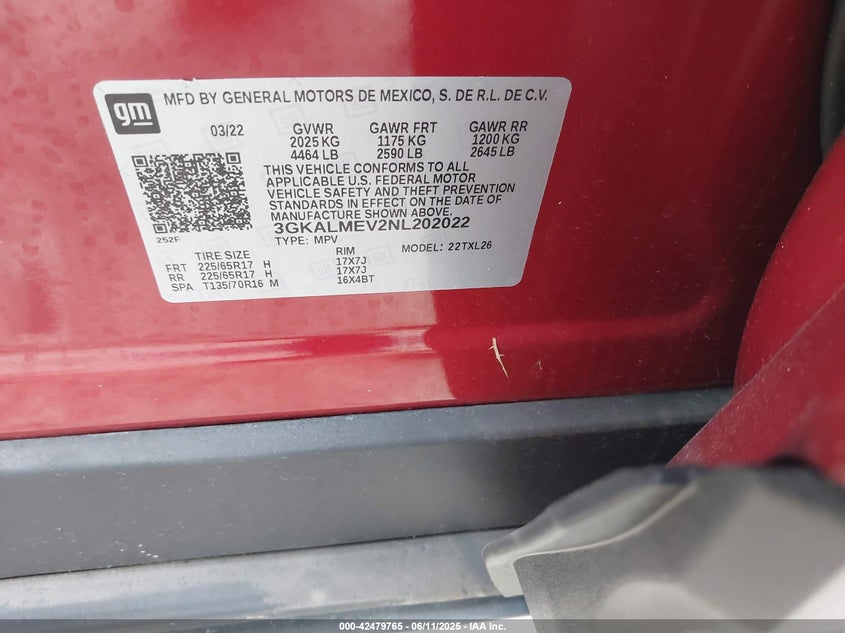 gm
MFD BY GENERAL MOTORS DE MEXICO, S. DE R.L. DE C.V.
03/22 GVWR GAWR FRT GAWR RR
2025 KG 1175 KG 1200 KG
4464 LB 2590 LB 2645 LB
THIS VEHICLE CONFORMS TO ALL
APPLICABLE U.S. FEDERAL MOTOR
VEHICLE SAFETY AND THEFT PREVENTION
STANDARDS IN EFFECT ON THE DATE OF
MANUFACTURE SHOWN ABOVE.
3GKALMEV2NL202022
252F TYPE: MPV MODEL: 22TXL26
TIRE SIZE RIM
FRT 225/65R17 H 17X7J
RR 225/65R17 H 17X7J
SPA T135/70R16 M 16X4BT
000-42479765 - 06/11/2025 - IAA Inc.